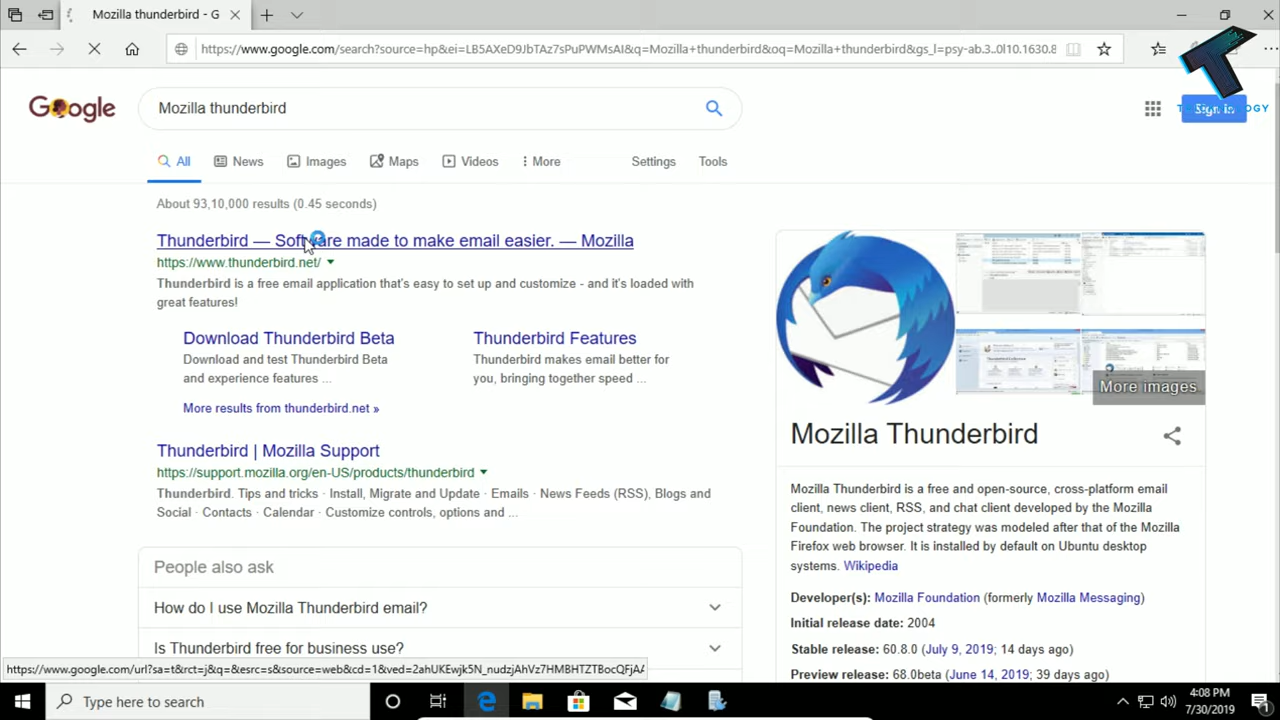 Mozilla thunderbird - G
https://www.google.com/search?source=hp&ei=LB5AXeD9JbTAz7sPuPWMsAI&q=Mozilla+thunderbird&oq=Mozilla+thunderbird&gs_l=psy-ab.3..0l10.1630.8
Google
Mozilla thunderbird
Sign in
All
News
Images
Maps
Videos
More
Settings
Tools
About 93,10,000 results (0.45 seconds)
Thunderbird — Software made to make email easier. — Mozilla
https://www.thunderbird.net/
Thunderbird is a free email application that's easy to set up and customize - and it's loaded with
great features!
Download Thunderbird Beta
Download and test Thunderbird Beta
and experience features ...
Thunderbird Features
Thunderbird makes email better for
you, bringing together speed ...
More results from thunderbird.net »
Thunderbird | Mozilla Support
https://support.mozilla.org/en-US/products/thunderbird
Thunderbird. Tips and tricks · Install, Migrate and Update · Emails · News Feeds (RSS), Blogs and
Social · Contacts · Calendar · Customize controls, options and ...
People also ask
How do I use Mozilla Thunderbird email?
Is Thunderbird free for business use?
More images
Mozilla Thunderbird
Mozilla Thunderbird is a free and open-source, cross-platform email
client, news client, RSS, and chat client developed by the Mozilla
Foundation. The project strategy was modeled after that of the Mozilla
Firefox web browser. It is installed by default on Ubuntu desktop
systems. Wikipedia
Developer(s): Mozilla Foundation (formerly Mozilla Messaging)
Initial release date: 2004
Stable release: 60.8.0 (July 9, 2019; 14 days ago)
Preview release: 68.0beta (June 14, 2019; 39 days ago)
https://www.google.com/url?sa=t&rct=j&q=&esrc=s&source=web&cd=1&ved=2ahUKEwjk5N_nudzjAhVz7HMBHTZTBocQFjAA
Type here to search
4:08 PM
7/30/2019
1